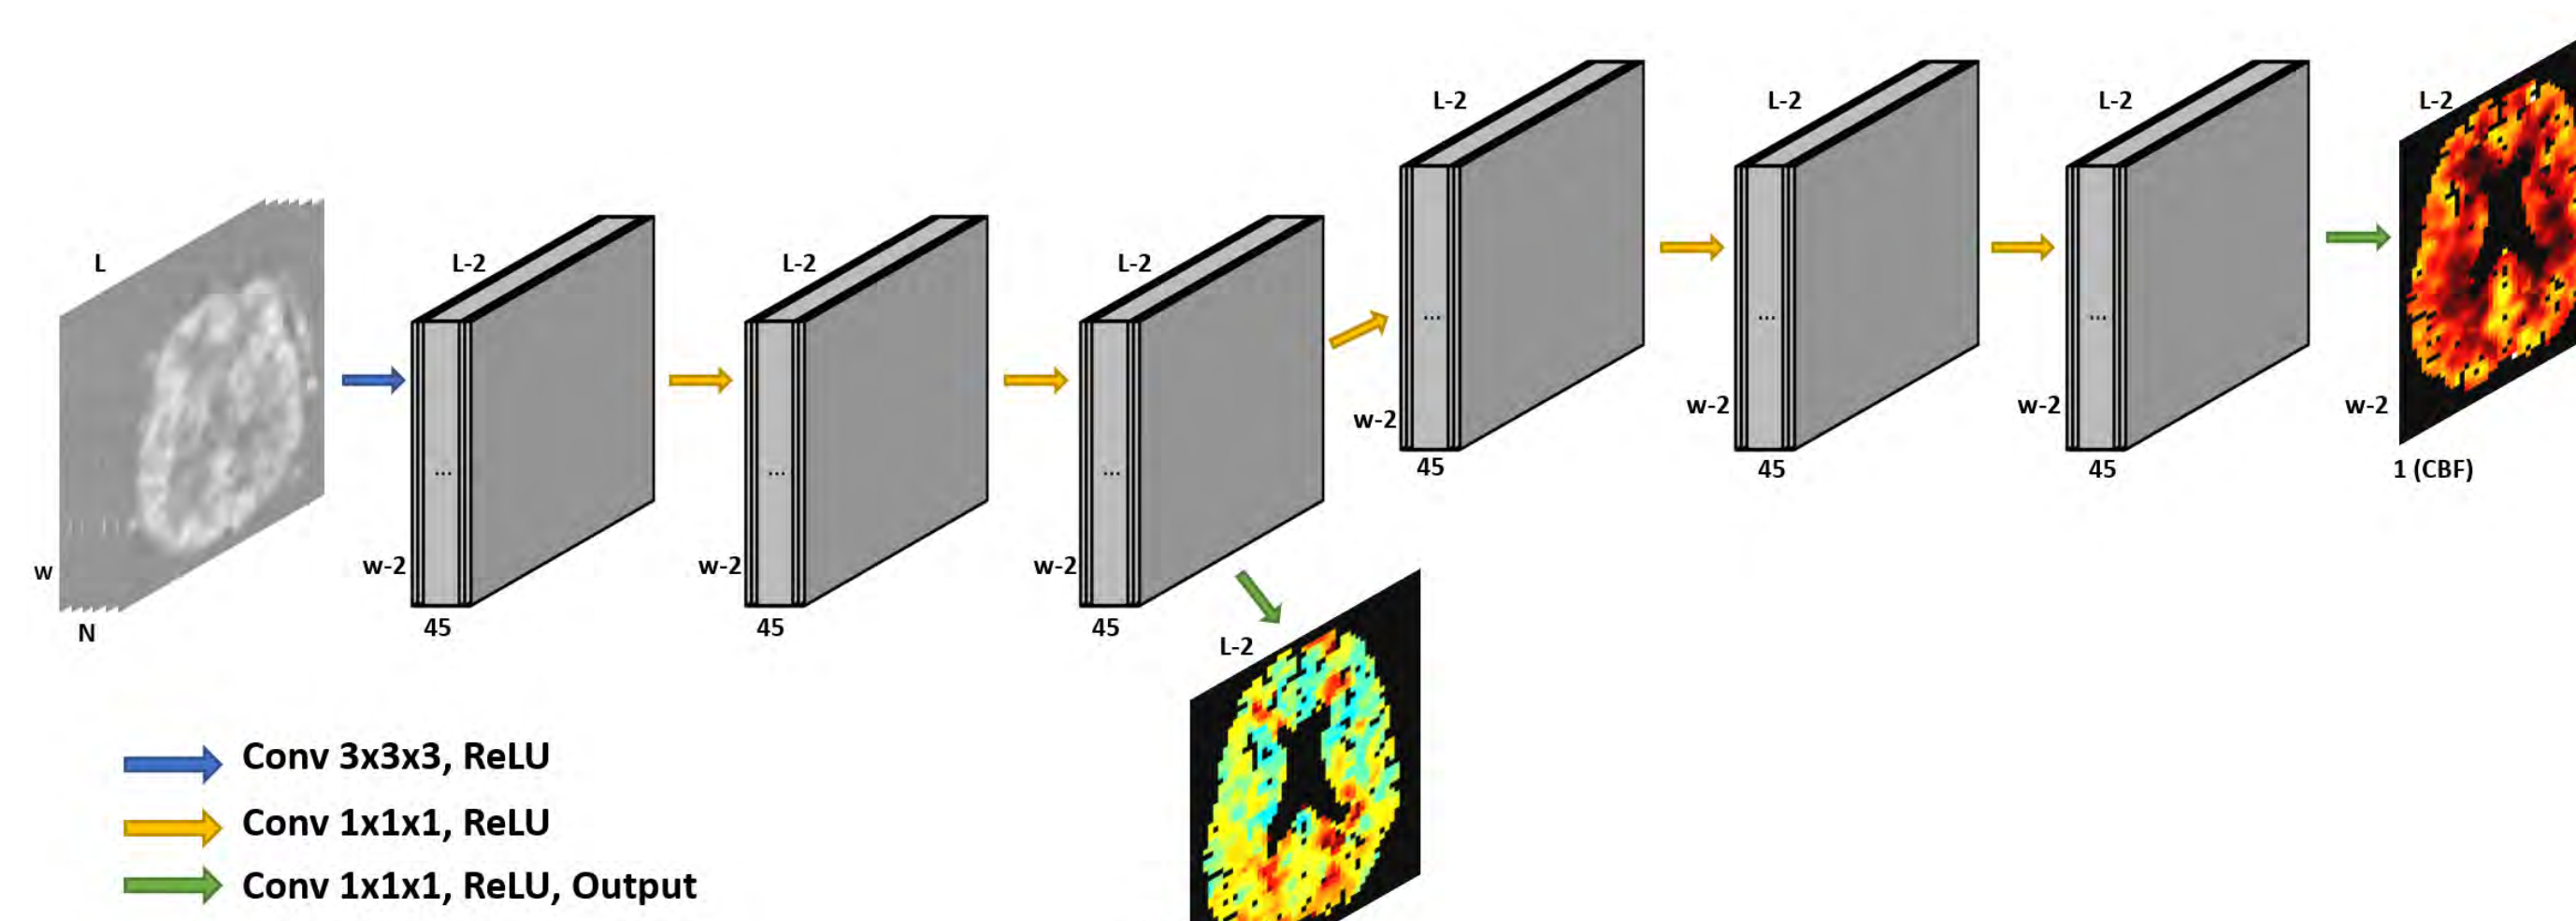 L
w
N
L-2
w-2
...
45
L-2
w-2
...
45
L-2
w-2
...
45
L-2
w-2
...
45
L-2
w-2
...
45
L-2
w-2
...
45
L-2
w-2
1 (CBF)
L-2
Conv 3x3x3, ReLU
Conv 1x1x1, ReLU
Conv 1x1x1, ReLU, Output